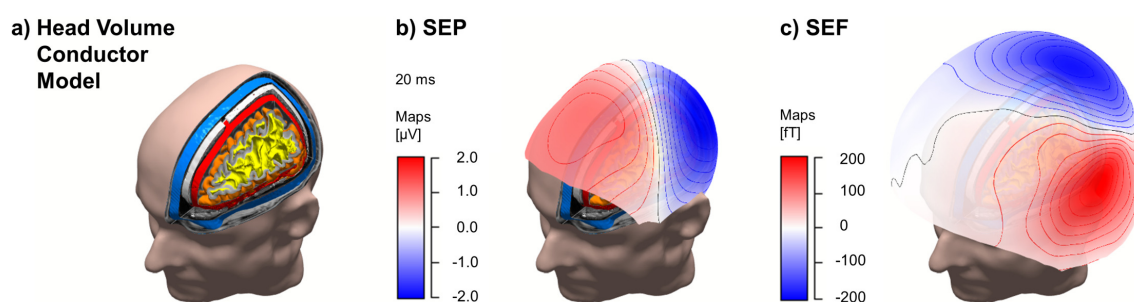 a) Head Volume
Conductor
Model
b) SEP
20 ms
Maps
[µV]
2.0
1.0
0
-1.0
-2.0
c) SEF
Maps
[fT]
200
100
0
-100
-200